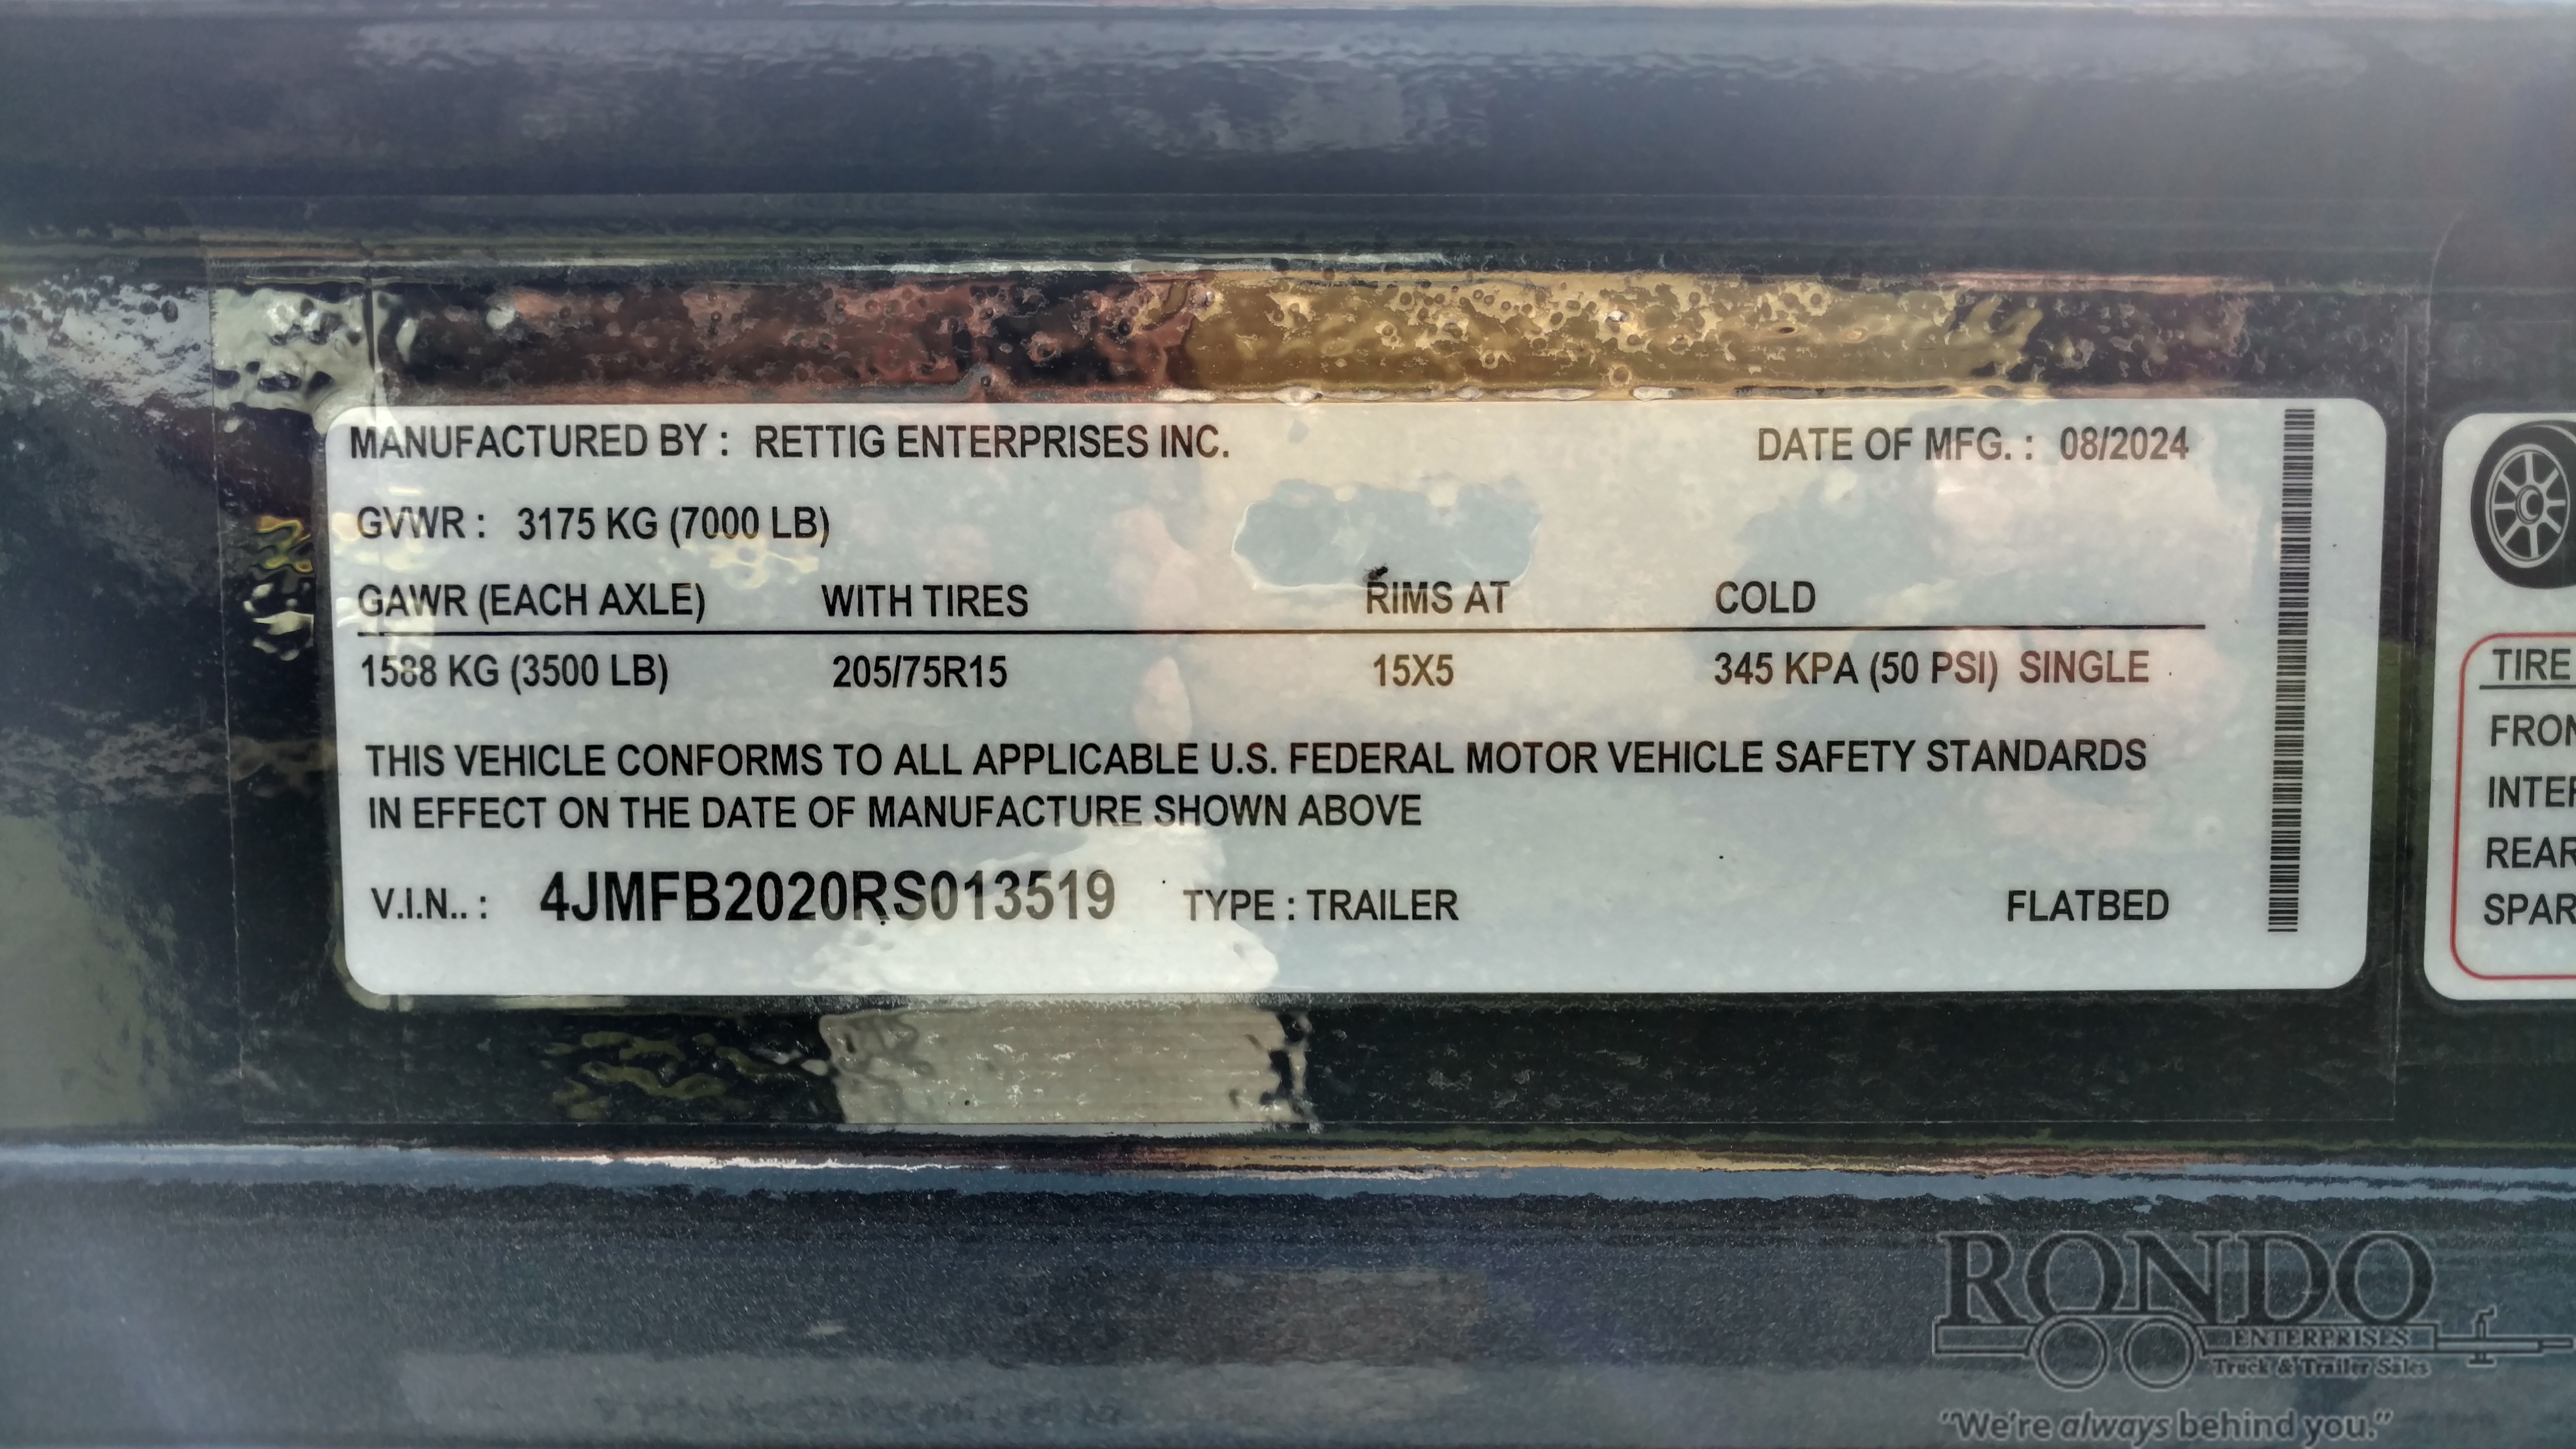 MANUFACTURED BY : RETTIG ENTERPRISES INC. DATE OF MFG. : 08/2024
GVWR : 3175 KG (7000 LB)
GAWR (EACH AXLE) WITH TIRES RIMS AT COLD
1588 KG (3500 LB) 205/75R15 15X5 345 KPA (50 PSI) SINGLE
THIS VEHICLE CONFORMS TO ALL APPLICABLE U.S. FEDERAL MOTOR VEHICLE SAFETY STANDARDS
IN EFFECT ON THE DATE OF MANUFACTURE SHOWN ABOVE
V.I.N.. : 4JMFB2020RS013519 TYPE : TRAILER FLATBED
TIRE
FRON
INTER
REAR
SPAR
RONDO
ENTERPRISES
Truck & Trailer Sales
"We're always behind you."